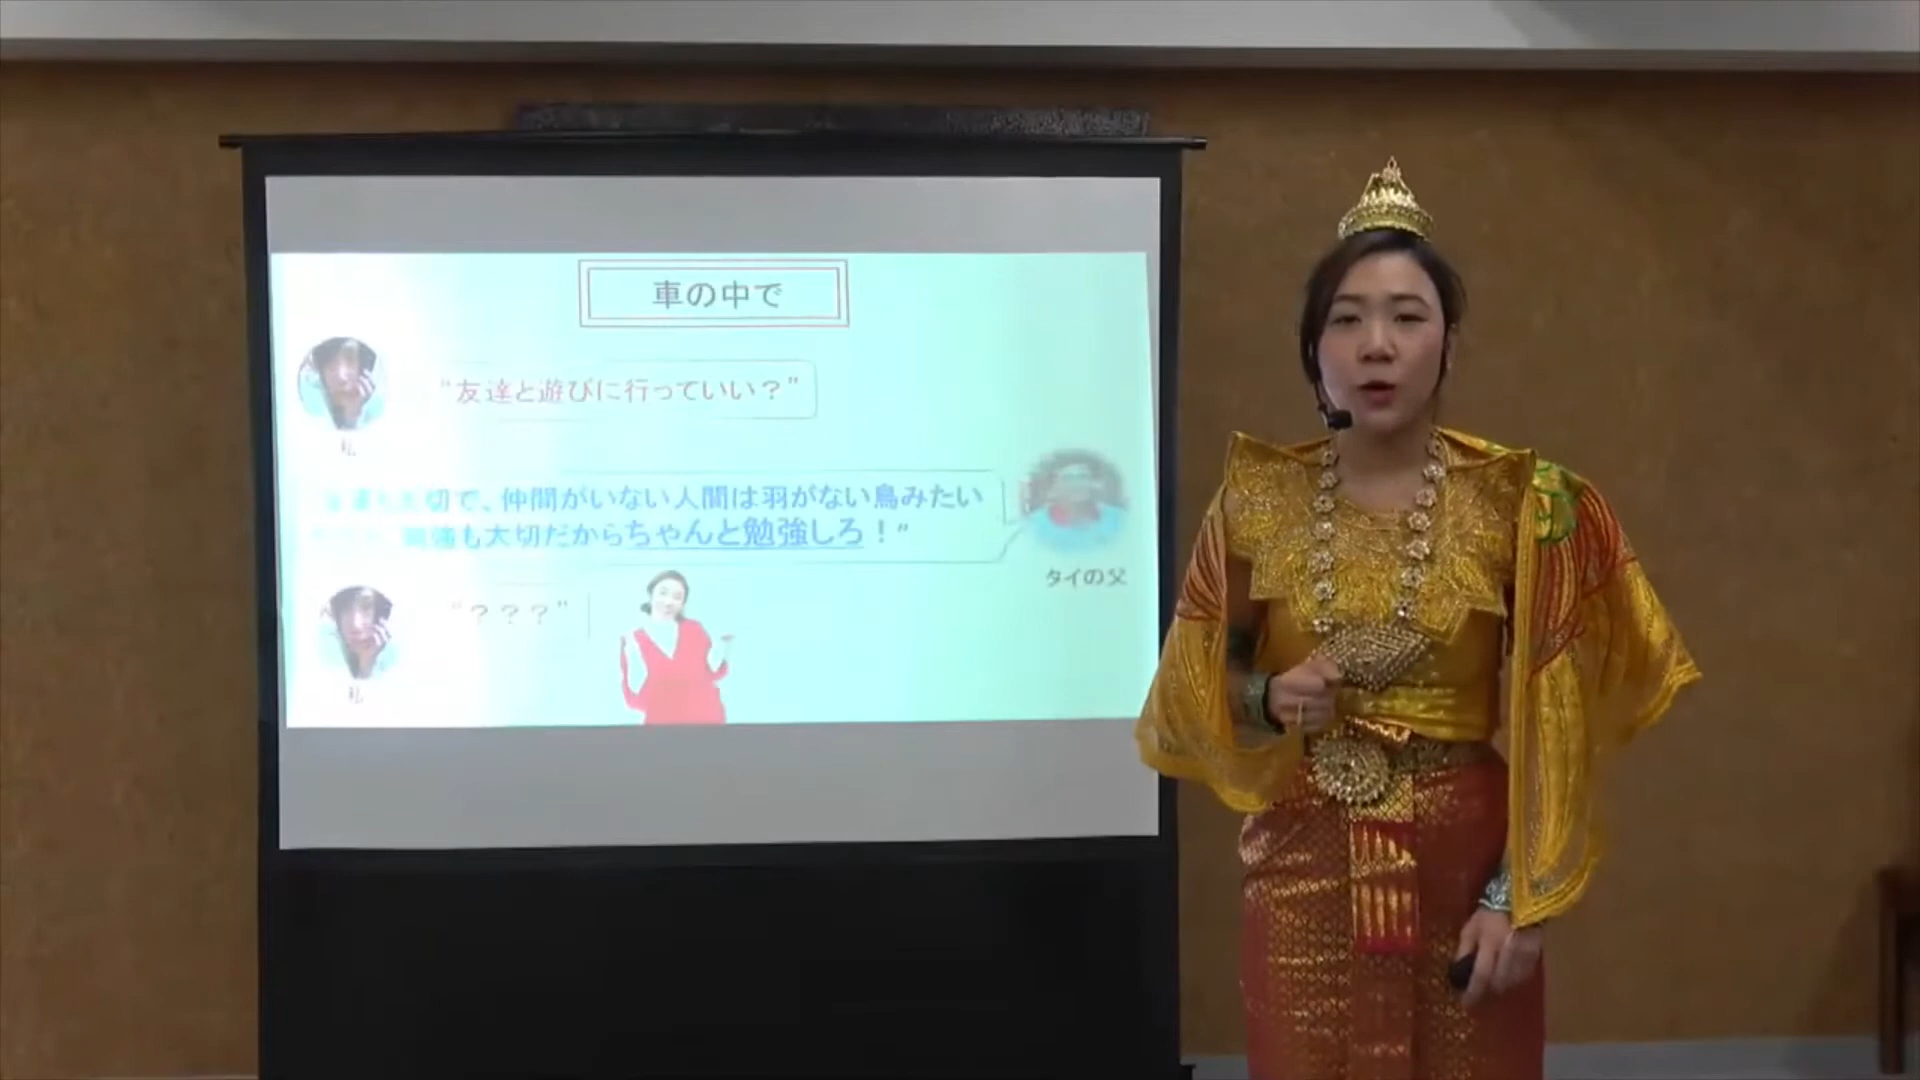 車の中で
“友達と遊びに行っていい？”
私
切で、仲間がいない人間は羽がない鳥みたい
も大切だからちゃんと勉強しろ！”
タイの父
“？？？”
私